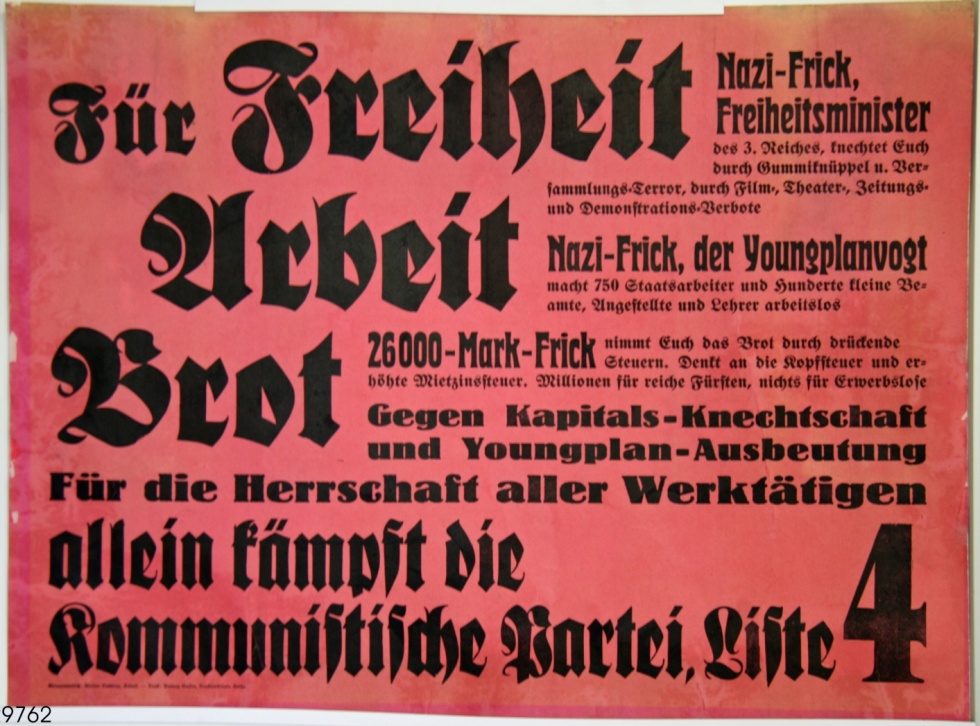 Für Freiheit
Nazi-Frick,
Freiheitsminister
des 3. Reiches, knechtet Euch
durch Gummiknüppel u. Ver-
sammlungs-Terror, durch Film-, Theater-, Zeitungs-
und Demonstrations-Verbote
Arbeit
Nazi-Frick, der Youngplanvogt
macht 750 Staatsarbeiter und Hunderte kleine Be-
amte, Angestellte und Lehrer arbeitslos
Brot
26000-Mark-Frick nimmt Euch das Brot durch drückende
Steuern. Denkt an die Kopfsteuer und er-
höhte Mietzinssteuer. Millionen für reiche Fürsten, nichts für Erwerbslose
Gegen Kapitals-Knechtschaft
und Youngplan-Ausbeutung
Für die Herrschaft aller Werktätigen
allein kämpft die
Kommunistische Partei, Liste 4
9762